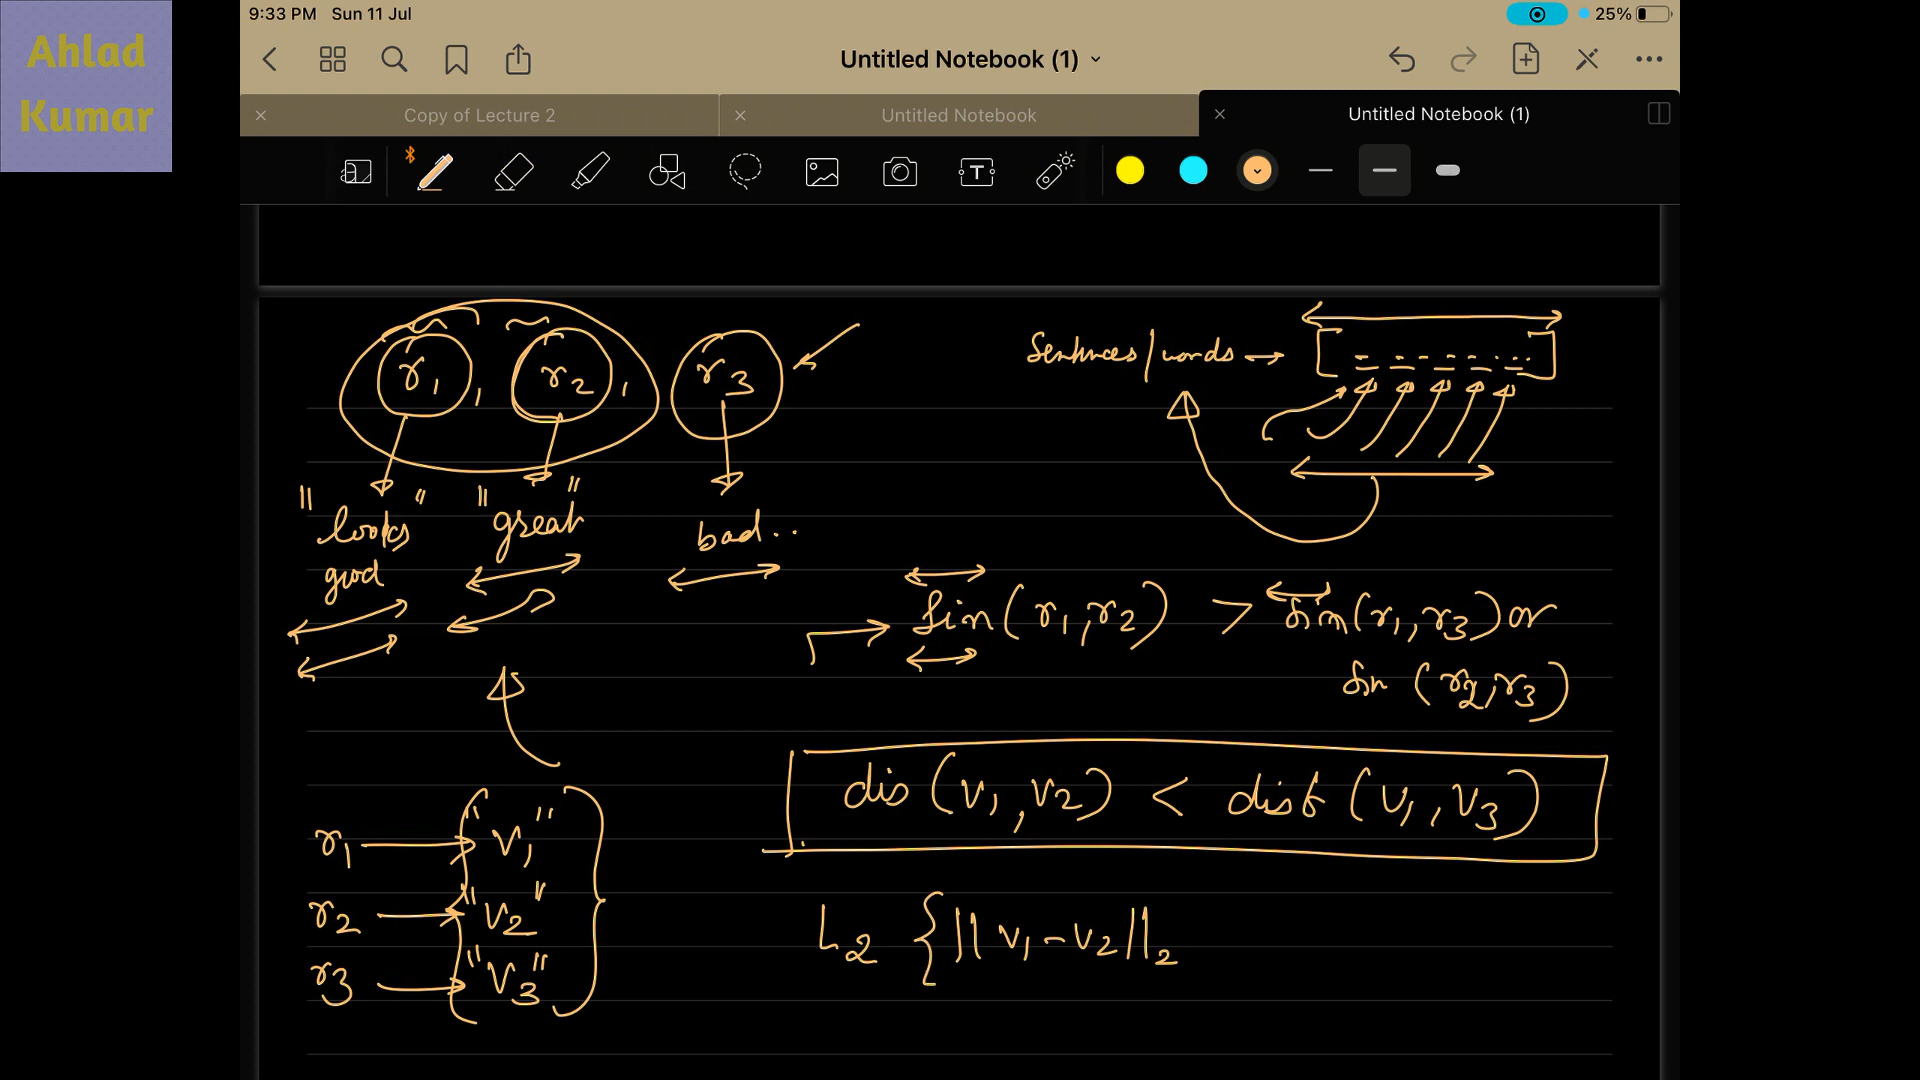 Ahlad
Kumar
9:33 PM Sun 11 Jul
25%
Untitled Notebook (1)
Copy of Lecture 2
Untitled Notebook
Untitled Notebook (1)
T
r1, r2, r3
"looks good"
"great"
bad..
Sentences/words → [ -- -- -- -- -- ]
Sim(r1,r2) > Sim(r1,r3) or
Sim (r2,r3)
dis(v1,v2) < dist(v1,v3)
r1 → "v1"
r2 → "v2"
r3 → "v3"
L2 {||v1-v2||2